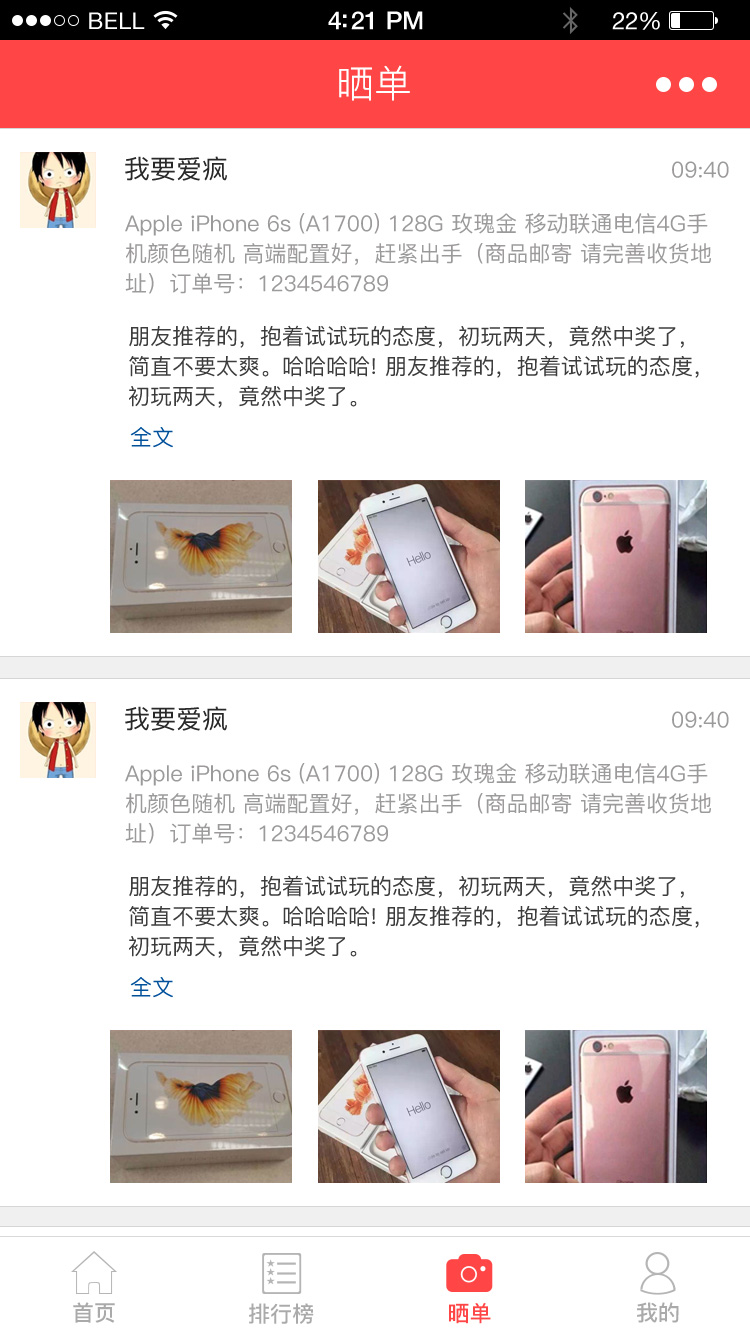 BELL 4:21 PM 22%
晒单
我要爱疯 09:40
Apple iPhone 6s (A1700) 128G 玫瑰金 移动联通电信4G手
机颜色随机 高端配置好，赶紧出手（商品邮寄 请完善收货地
址）订单号：1234546789
朋友推荐的，抱着试试玩的态度，初玩两天，竟然中奖了，
简直不要太爽。哈哈哈哈! 朋友推荐的，抱着试试玩的态度，
初玩两天，竟然中奖了。
全文
Hello
我要爱疯 09:40
Apple iPhone 6s (A1700) 128G 玫瑰金 移动联通电信4G手
机颜色随机 高端配置好，赶紧出手（商品邮寄 请完善收货地
址）订单号：1234546789
朋友推荐的，抱着试试玩的态度，初玩两天，竟然中奖了，
简直不要太爽。哈哈哈哈! 朋友推荐的，抱着试试玩的态度，
初玩两天，竟然中奖了。
全文
Hello
首页 排行榜 晒单 我的